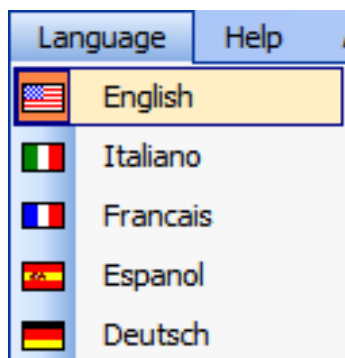 Language Help
English
Italiano
Francais
Espanol
Deutsch